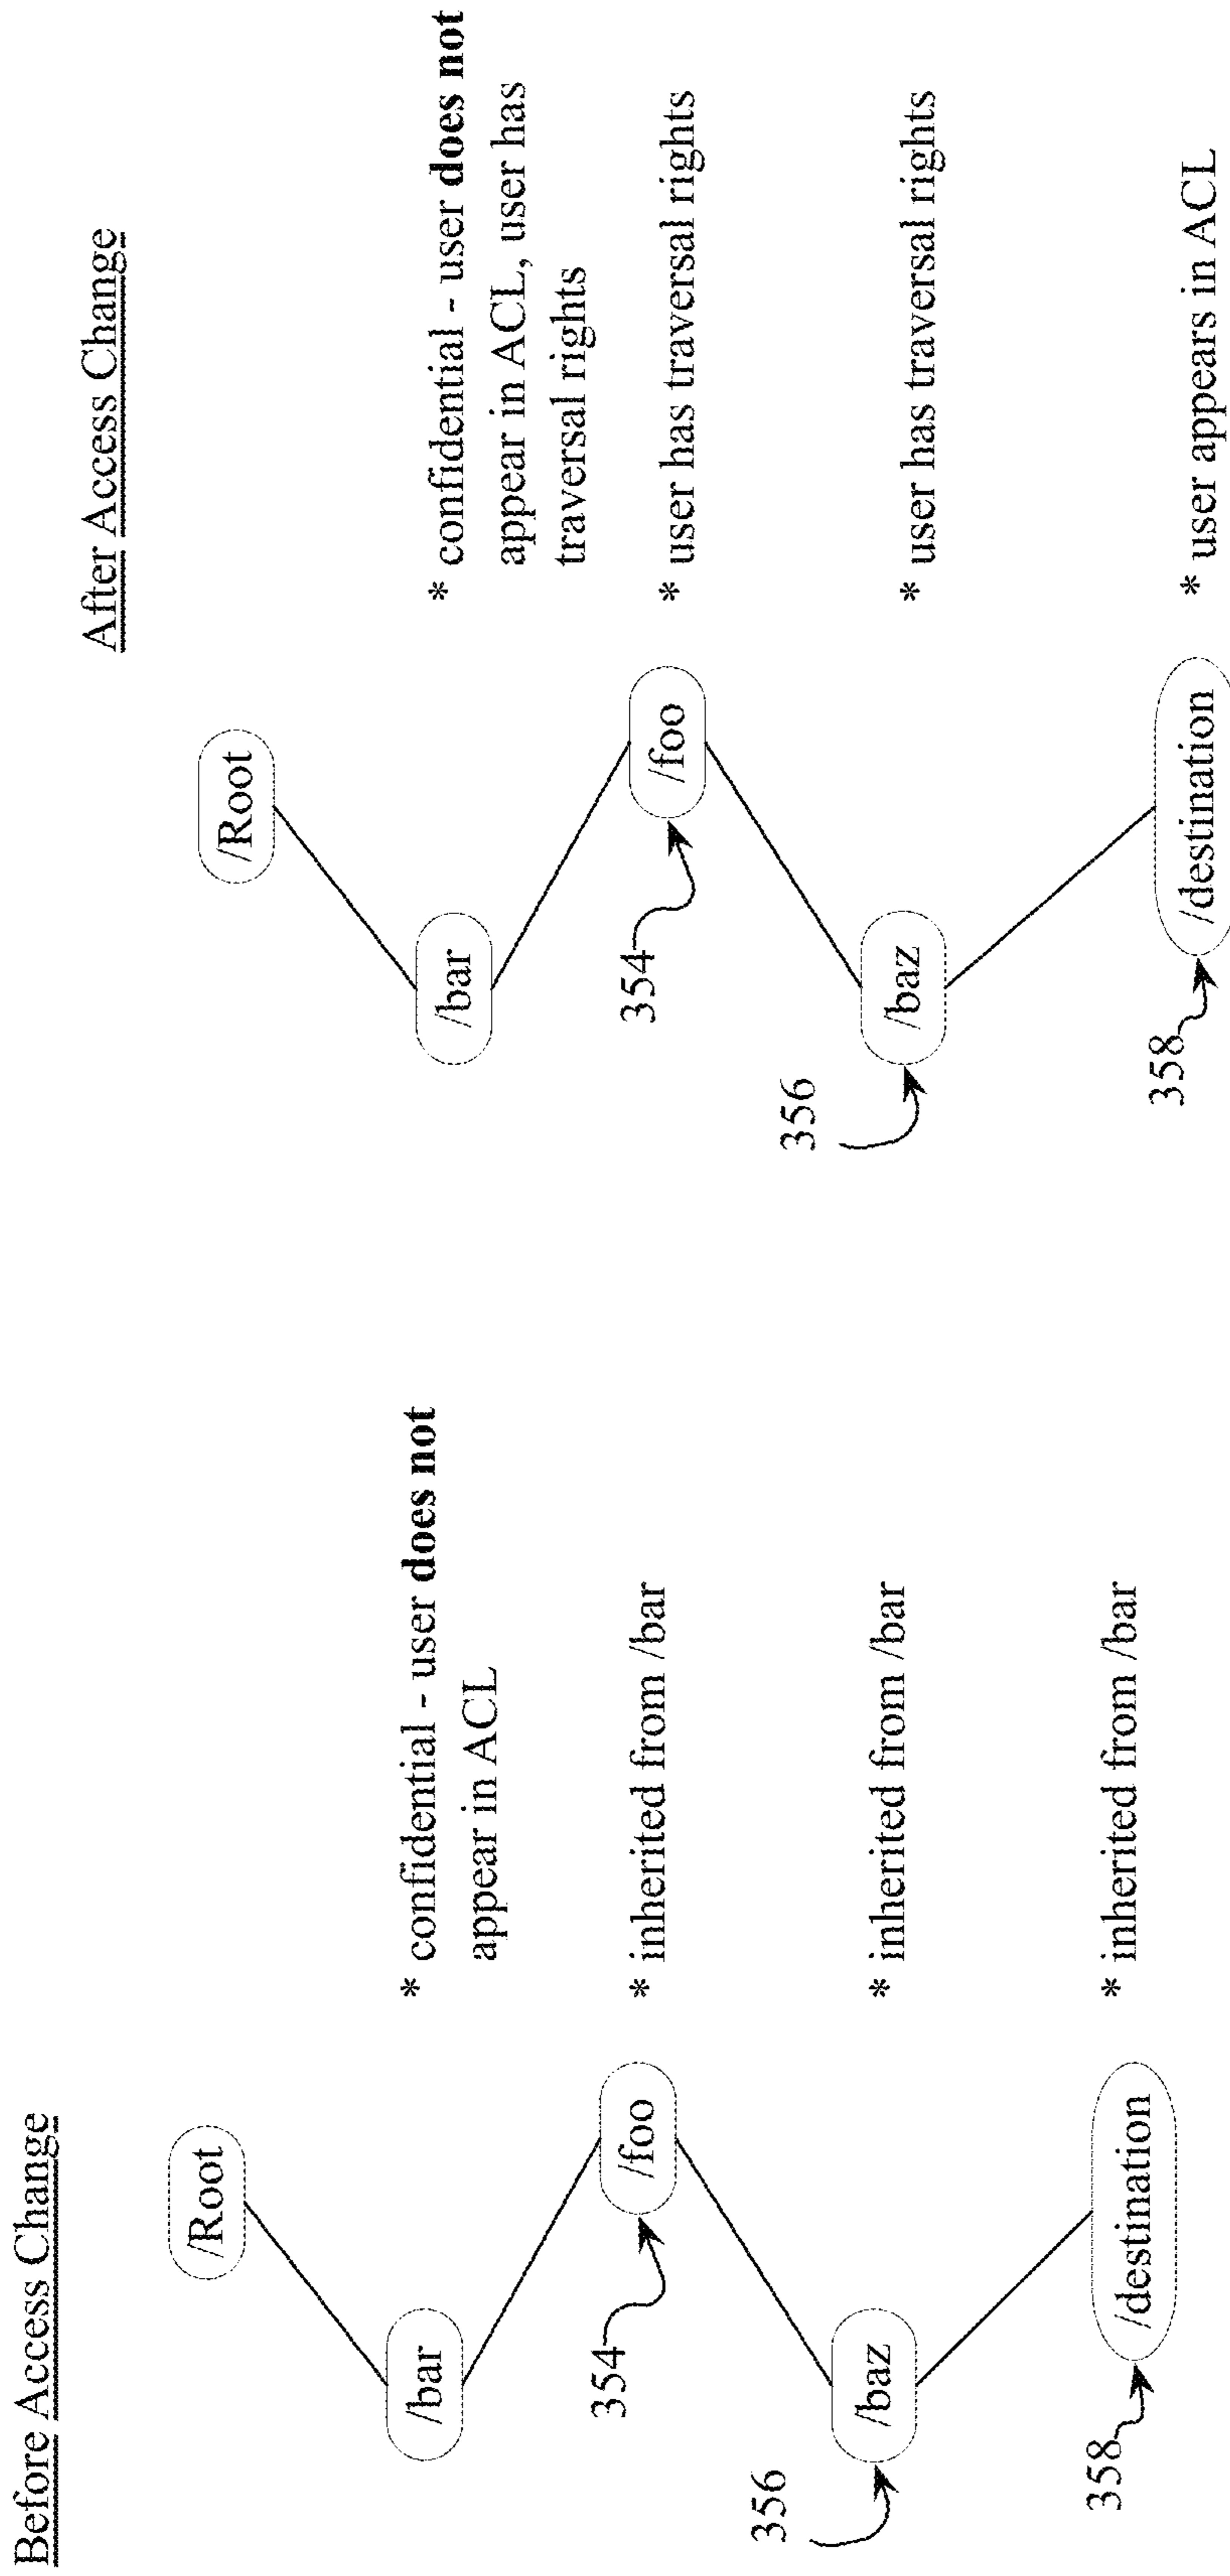 Before Access Change
/Root
/bar
* confidential - user does not
appear in ACL
354
/foo
* inherited from /bar
356
/baz
* inherited from /bar
358
/destination
* inherited from /bar
After Access Change
/Root
/bar
* confidential - user does not
appear in ACL, user has
traversal rights
354
/foo
* user has traversal rights
356
/baz
* user has traversal rights
358
/destination
* user appears in ACL